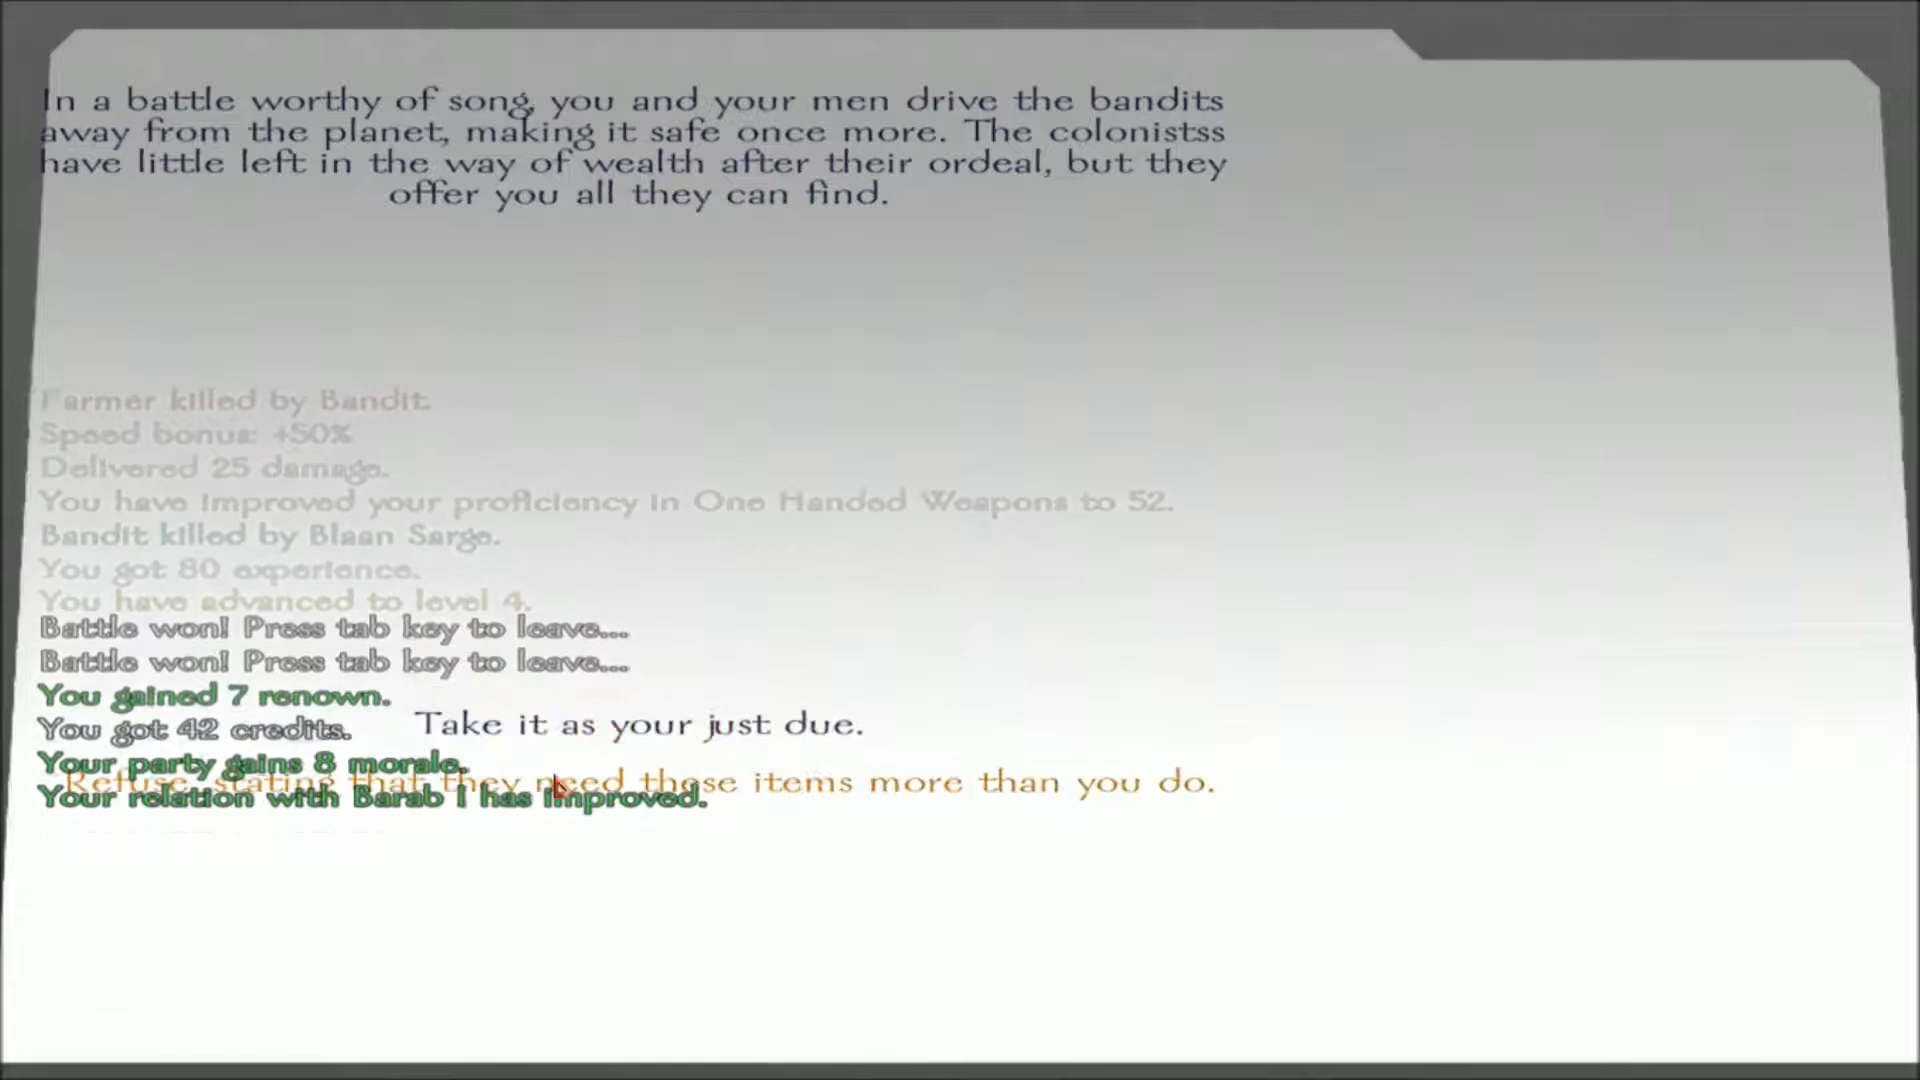 In a battle worthy of song, you and your men drive the bandits
away from the planet, making it safe once more. The colonistss
have little left in the way of wealth after their ordeal, but they
offer you all they can find.
Farmer killed by Bandit.
Speed bonus: +50%
Delivered 25 damage.
You have improved your proficiency in One Handed Weapons to 52.
Bandit killed by Blaan Sarge.
You got 80 experience.
You have advanced to level 4.
Battle won! Press tab key to leave...
Battle won! Press tab key to leave...
You gained 7 renown.
You got 42 credits.
Take it as your just due.
Your party gains 8 morale.
Refuse, stating that they need those items more than you do.
Your relation with Barab I has improved.